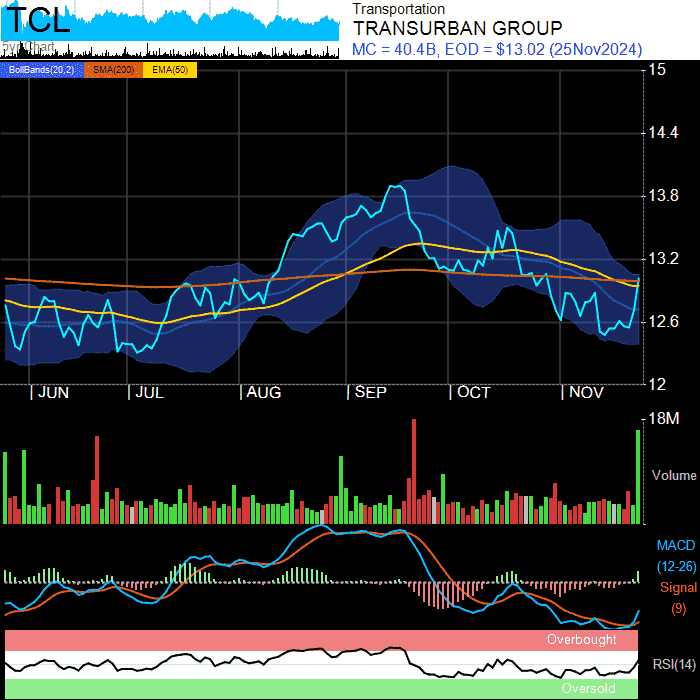 TCL
5yr Chart
Transportation
TRANSURBAN GROUP
MC = 40.4B, EOD = $13.02 (25Nov2024)
BollBands(20,2) SMA(200) EMA(50)
15
14.4
13.8
13.2
12.6
12
| JUN | JUL | AUG | SEP | OCT | NOV
18M
Volume
MACD
(12-26)
Signal
(9)
Overbought
RSI(14)
Oversold